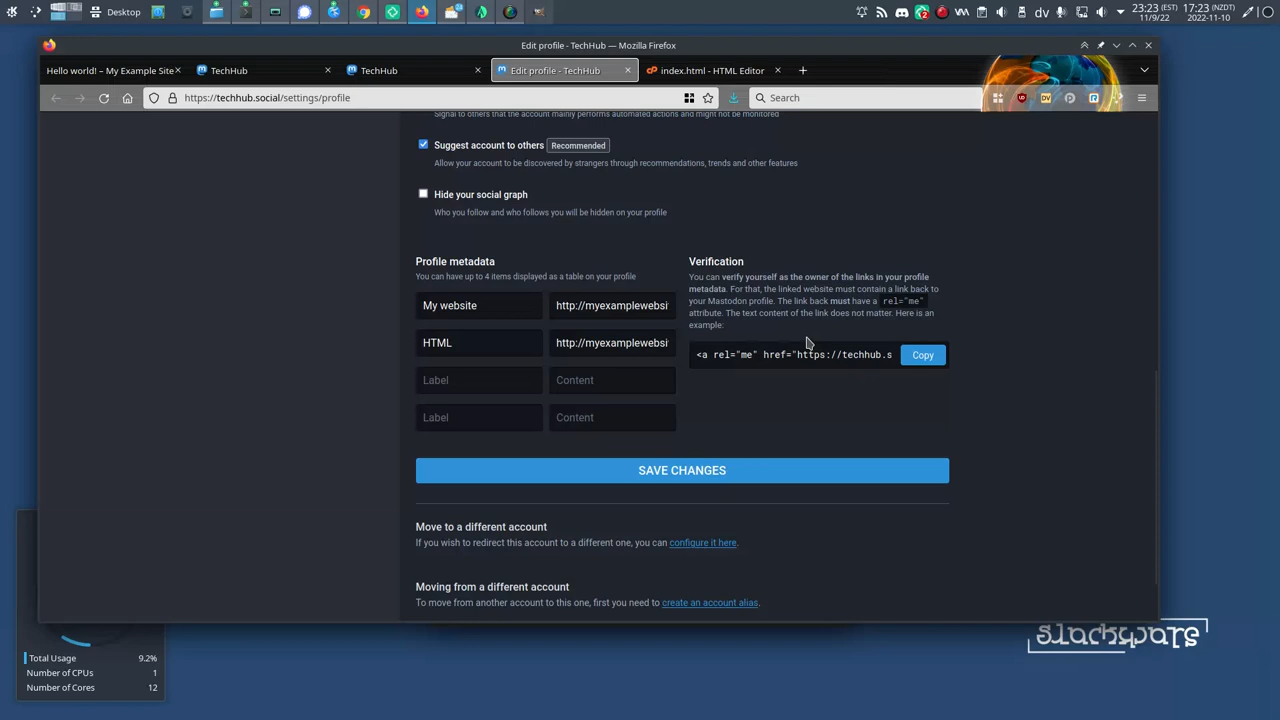 Desktop
2
dv
23:23 (EST)
11/9/22
17:23 (NZDT)
2022-11-10
Edit profile - TechHub — Mozilla Firefox
Hello world! – My Example Site
TechHub
TechHub
Edit profile - TechHub
index.html - HTML Editor
https://techhub.social/settings/profile
Search
DV
Signal to others that the account mainly performs automated actions and might not be monitored
Suggest account to others Recommended
Allow your account to be discovered by strangers through recommendations, trends and other features
Hide your social graph
Who you follow and who follows you will be hidden on your profile
Profile metadata
You can have up to 4 items displayed as a table on your profile
My website http://myexamplewebsi
HTML http://myexamplewebsi
Label Content
Label Content
Verification
You can verify yourself as the owner of the links in your profile
metadata. For that, the linked website must contain a link back to
your Mastodon profile. The link back must have a rel="me"
attribute. The text content of the link does not matter. Here is an
example:
<a rel="me" href="https://techhub.s Copy
SAVE CHANGES
Move to a different account
If you wish to redirect this account to a different one, you can configure it here.
Moving from a different account
To move from another account to this one, first you need to create an account alias.
Total Usage 9.2%
Number of CPUs 1
Number of Cores 12
slackware